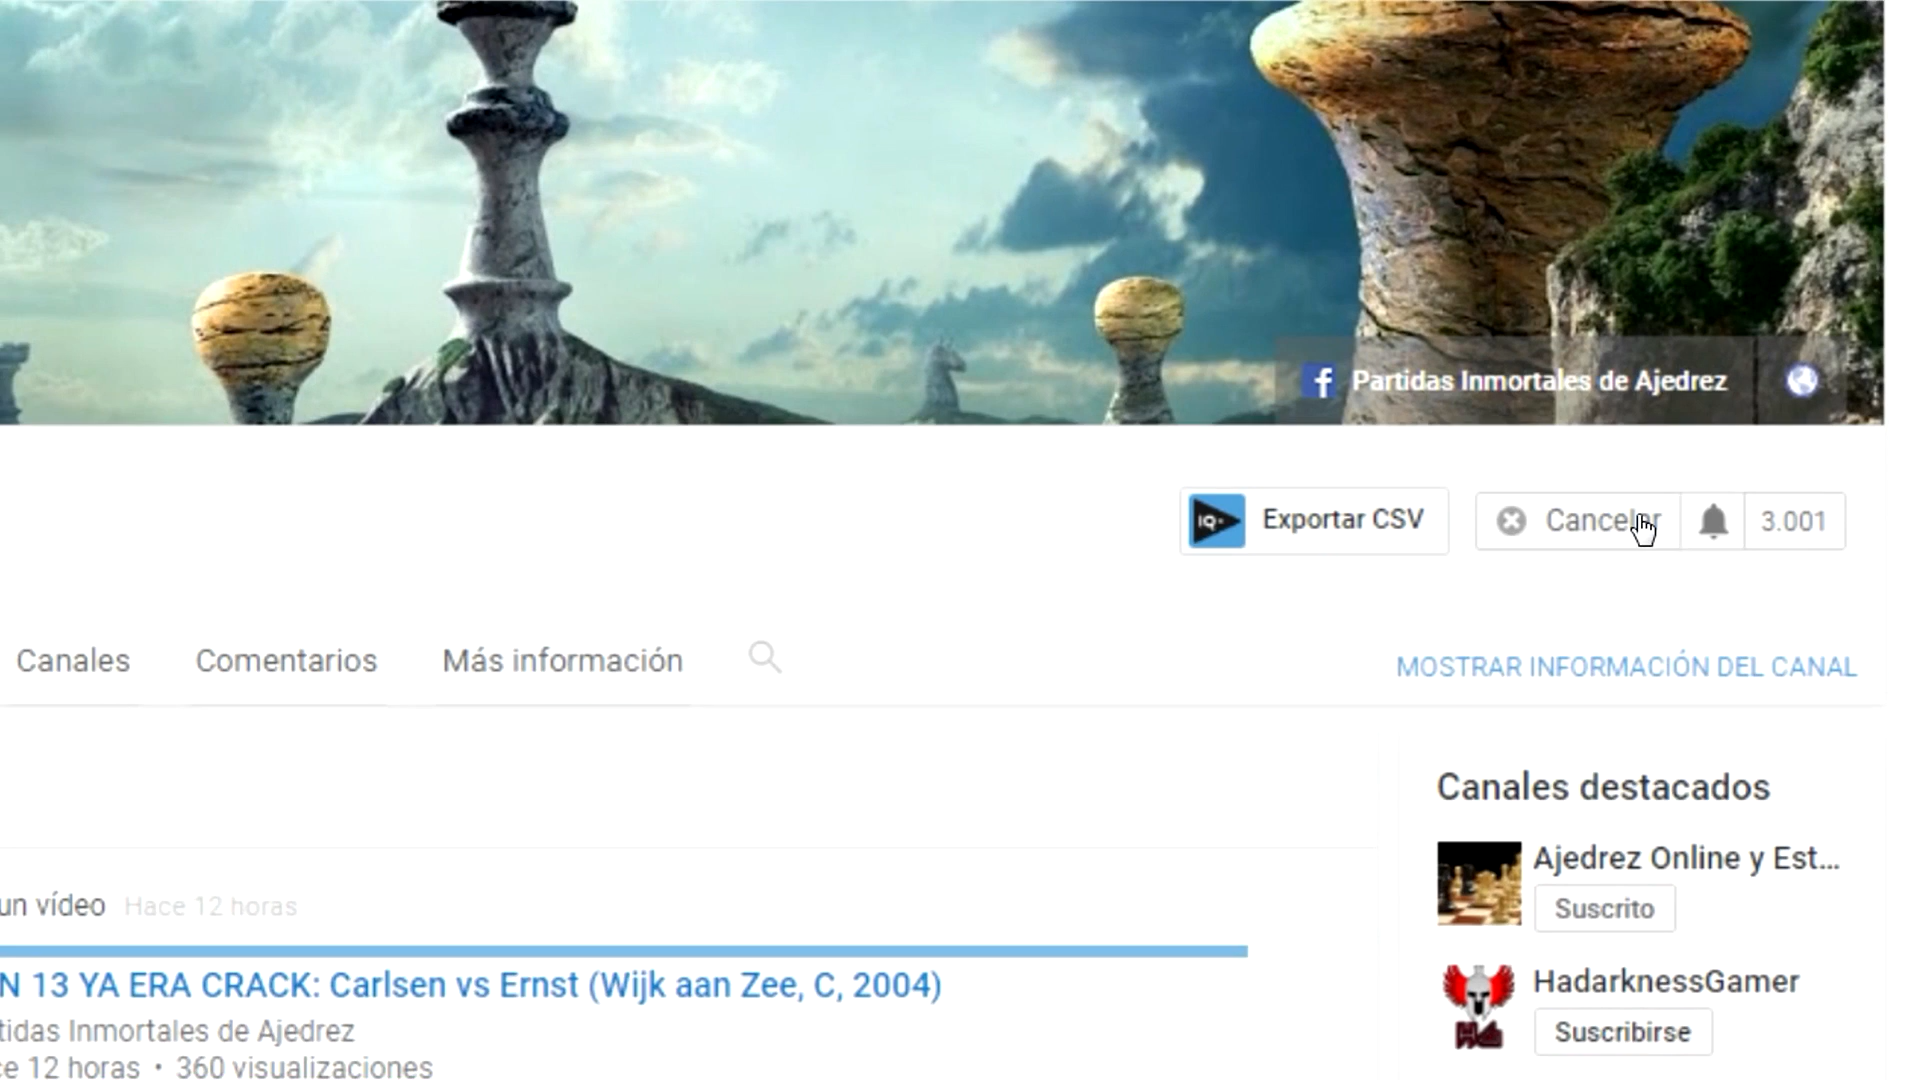 Partidas Inmortales de Ajedrez
IQ
Exportar CSV
Cancelar
3.001
Canales
Comentarios
Más información
MOSTRAR INFORMACIÓN DEL CANAL
Canales destacados
Ajedrez Online y Est...
Suscrito
HadarknessGamer
Suscribirse
un vídeo Hace 12 horas
N 13 YA ERA CRACK: Carlsen vs Ernst (Wijk aan Zee, C, 2004)
tidas Inmortales de Ajedrez
ce 12 horas • 360 visualizaciones